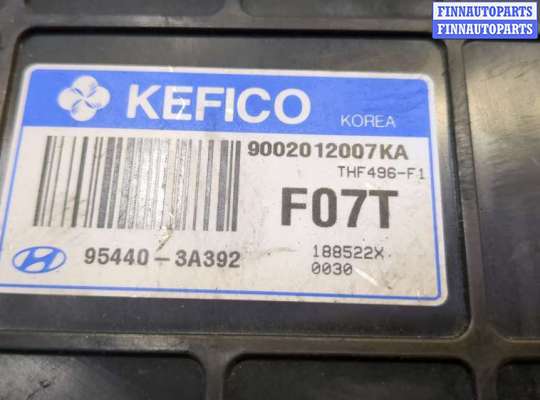 FINNAUTOPARTS
FINNAUTOPARTS
KEFICO
KOREA
9002012007KA
THF496-F1
F07T
95440-3A392
188522X
0030